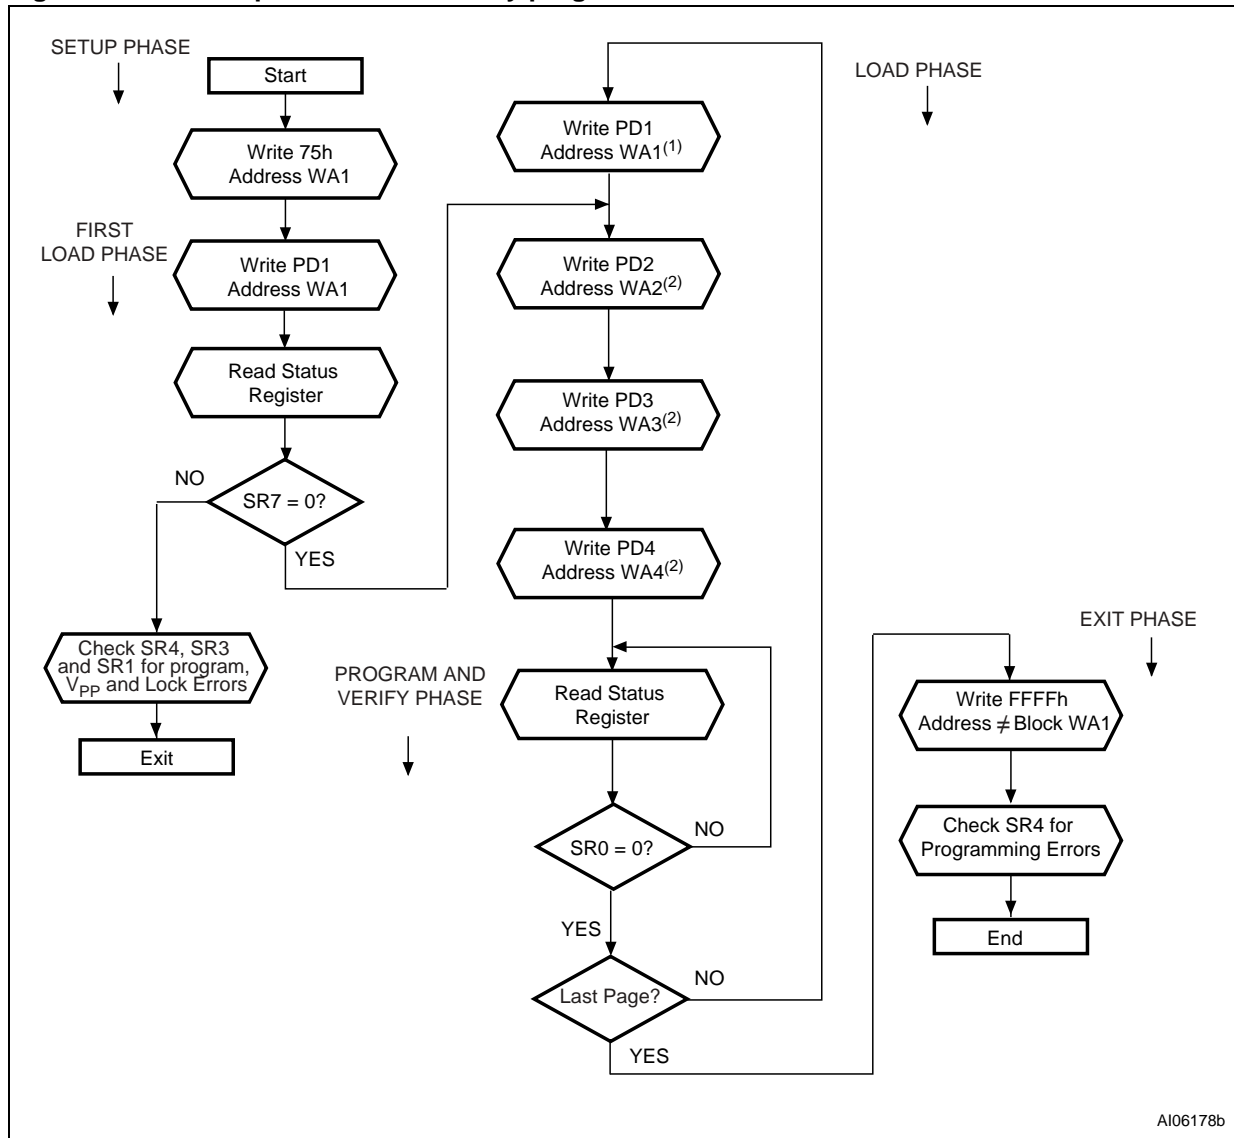 SETUP PHASE
Start
Write 75h
Address WA1
FIRST
LOAD PHASE
Write PD1
Address WA1
Read Status
Register
NO
SR7 = 0?
YES
Check SR4, SR3
and SR1 for program,
VPP and Lock Errors
Exit
LOAD PHASE
Write PD1
Address WA1(1)
Write PD2
Address WA2(2)
Write PD3
Address WA3(2)
Write PD4
Address WA4(2)
PROGRAM AND
VERIFY PHASE
Read Status
Register
NO
SR0 = 0?
YES
NO
Last Page?
YES
EXIT PHASE
Write FFFFh
Address ≠ Block WA1
Check SR4 for
Programming Errors
End
AI06178b